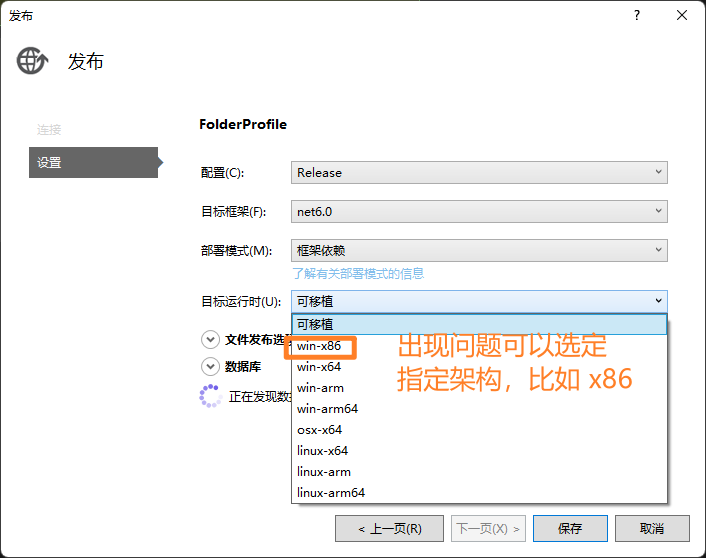 发布
?
发布
连接
设置
FolderProfile
配置(C):
Release
目标框架(F):
net6.0
部署模式(M):
框架依赖
了解有关部署模式的信息
目标运行时(U):
可移植
可移植
文件发布选
win-x86
出现问题可以选定
指定架构，比如 x86
数据库
win-x64
正在发现数
win-arm
win-arm64
osx-x64
linux-x64
linux-arm
linux-arm64
< 上一页(R)
下一页(X) >
保存
取消